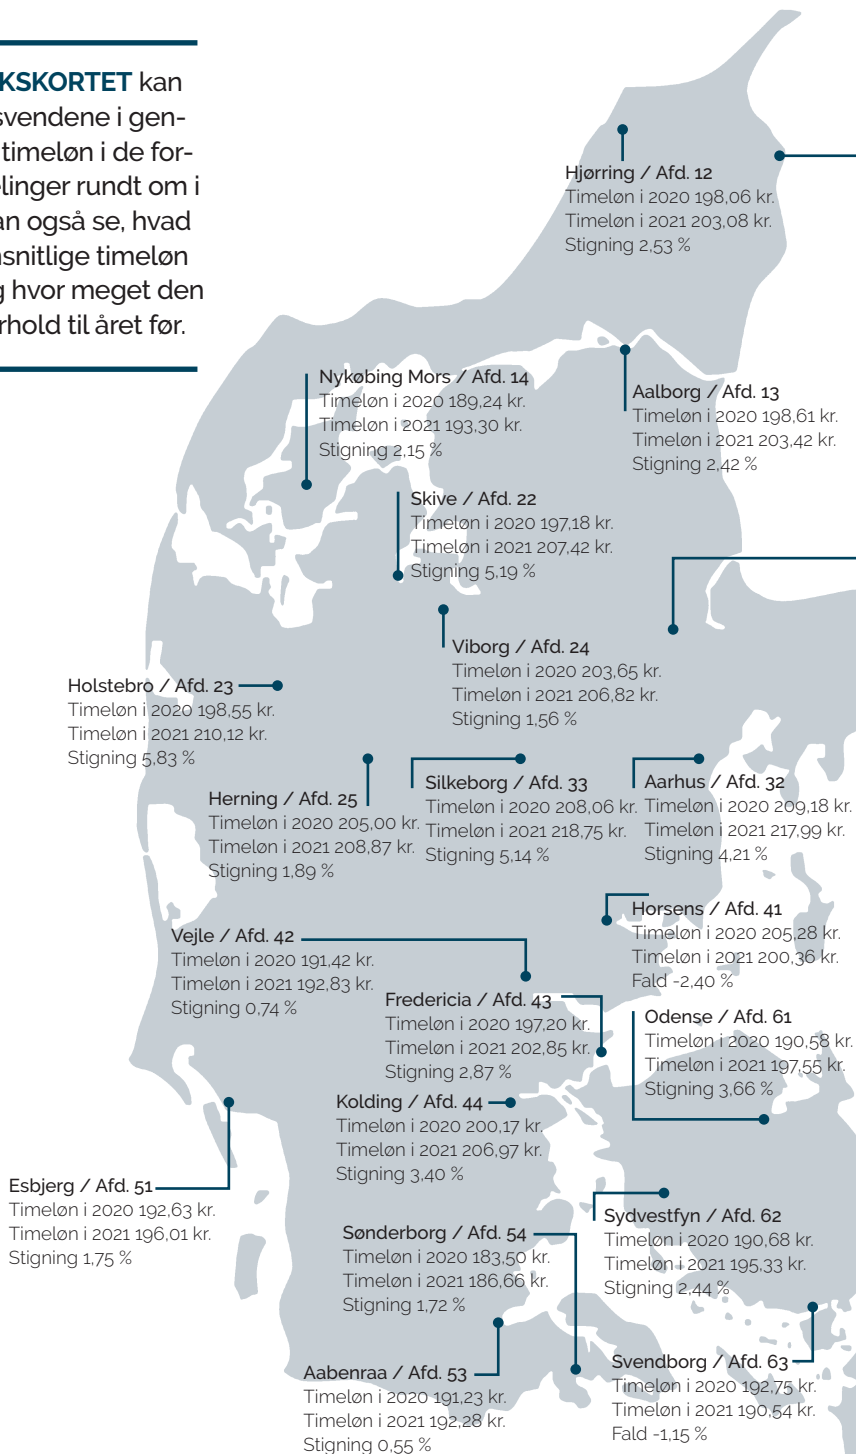 KSKORTET kan
svendene i gen-
timeløn i de for-
elinger rundt om i
an også se, hvad
nsnitlige timeløn
g hvor meget den
rhold til året før.
Hjørring / Afd. 12
Timeløn i 2020 198,06 kr.
Timeløn i 2021 203,08 kr.
Stigning 2,53 %
Nykøbing Mors / Afd. 14
Timeløn i 2020 189,24 kr.
Timeløn i 2021 193,30 kr.
Stigning 2,15 %
Aalborg / Afd. 13
Timeløn i 2020 198,61 kr.
Timeløn i 2021 203,42 kr.
Stigning 2,42 %
Skive / Afd. 22
Timeløn i 2020 197,18 kr.
Timeløn i 2021 207,42 kr.
Stigning 5,19 %
Viborg / Afd. 24
Timeløn i 2020 203,65 kr.
Timeløn i 2021 206,82 kr.
Stigning 1,56 %
Holstebro / Afd. 23
Timeløn i 2020 198,55 kr.
Timeløn i 2021 210,12 kr.
Stigning 5,83 %
Herning / Afd. 25
Timeløn i 2020 205,00 kr.
Timeløn i 2021 208,87 kr.
Stigning 1,89 %
Silkeborg / Afd. 33
Timeløn i 2020 208,06 kr.
Timeløn i 2021 218,75 kr.
Stigning 5,14 %
Aarhus / Afd. 32
Timeløn i 2020 209,18 kr.
Timeløn i 2021 217,99 kr.
Stigning 4,21 %
Horsens / Afd. 41
Timeløn i 2020 205,28 kr.
Timeløn i 2021 200,36 kr.
Fald -2,40 %
Vejle / Afd. 42
Timeløn i 2020 191,42 kr.
Timeløn i 2021 192,83 kr.
Stigning 0,74 %
Fredericia / Afd. 43
Timeløn i 2020 197,20 kr.
Timeløn i 2021 202,85 kr.
Stigning 2,87 %
Odense / Afd. 61
Timeløn i 2020 190,58 kr.
Timeløn i 2021 197,55 kr.
Stigning 3,66 %
Kolding / Afd. 44
Timeløn i 2020 200,17 kr.
Timeløn i 2021 206,97 kr.
Stigning 3,40 %
Esbjerg / Afd. 51
Timeløn i 2020 192,63 kr.
Timeløn i 2021 196,01 kr.
Stigning 1,75 %
Sydvestfyn / Afd. 62
Timeløn i 2020 190,68 kr.
Timeløn i 2021 195,33 kr.
Stigning 2,44 %
Sønderborg / Afd. 54
Timeløn i 2020 183,50 kr.
Timeløn i 2021 186,66 kr.
Stigning 1,72 %
Svendborg / Afd. 63
Timeløn i 2020 192,75 kr.
Timeløn i 2021 190,54 kr.
Fald -1,15 %
Aabenraa / Afd. 53
Timeløn i 2020 191,23 kr.
Timeløn i 2021 192,28 kr.
Stigning 0,55 %